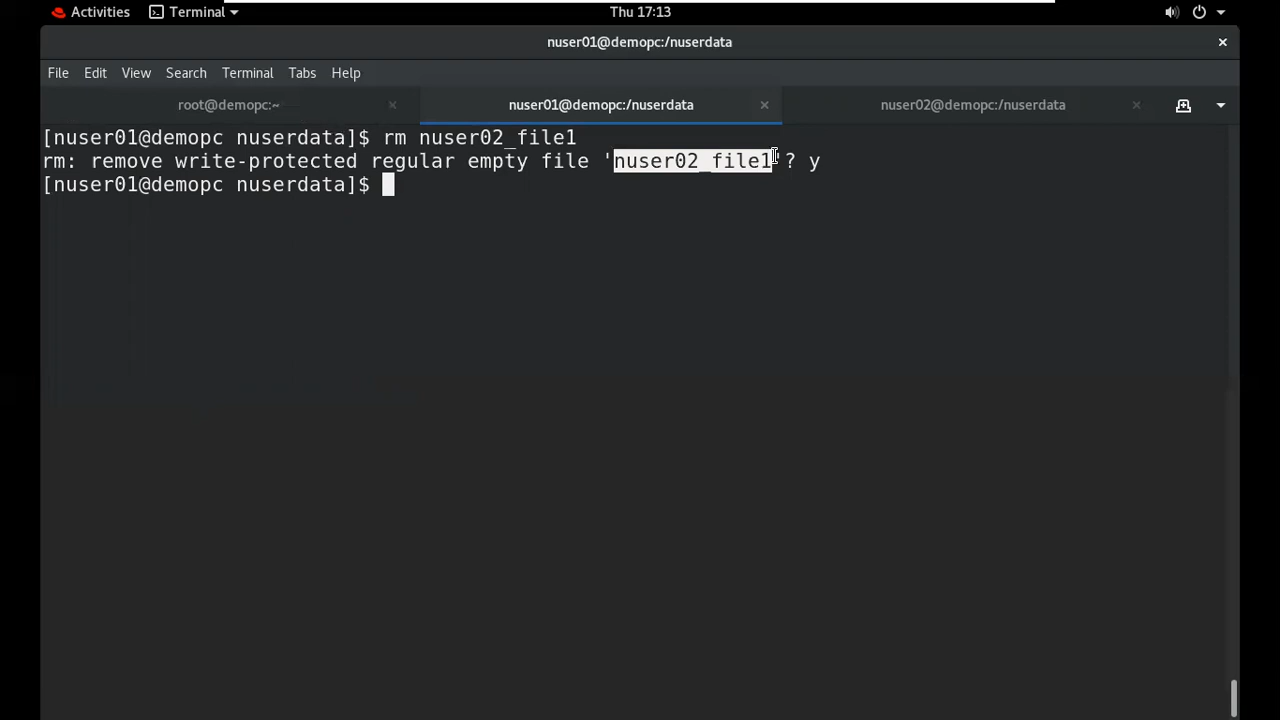 Activities Terminal Thu 17:13
nuser01@demopc:/nuserdata
File Edit View Search Terminal Tabs Help
root@demopc:~ nuser01@demopc:/nuserdata nuser02@demopc:/nuserdata
[nuser01@demopc nuserdata]$ rm nuser02_file1
rm: remove write-protected regular empty file 'nuser02_file1'? y
[nuser01@demopc nuserdata]$